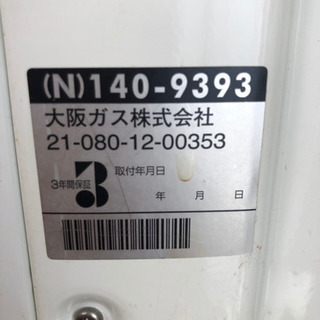 (N)140-9393
大阪ガス株式会社
21-080-12-00353
3年間保証
3
取付年月日
年 月 日